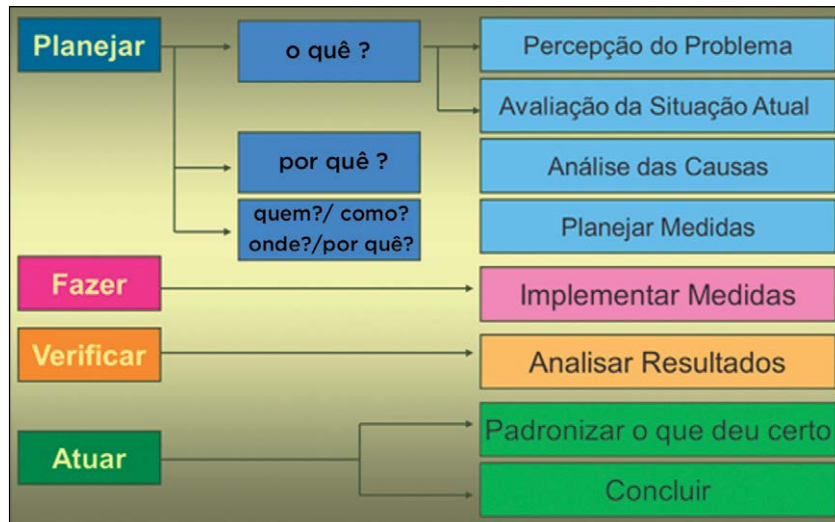 Planejar
o quê ?
Percepção do Problema
Avaliação da Situação Atual
por quê ?
Análise das Causas
quem?/ como?
onde?/por quê?
Planejar Medidas
Fazer
Implementar Medidas
Verificar
Analisar Resultados
Atuar
Padronizar o que deu certo
Concluir